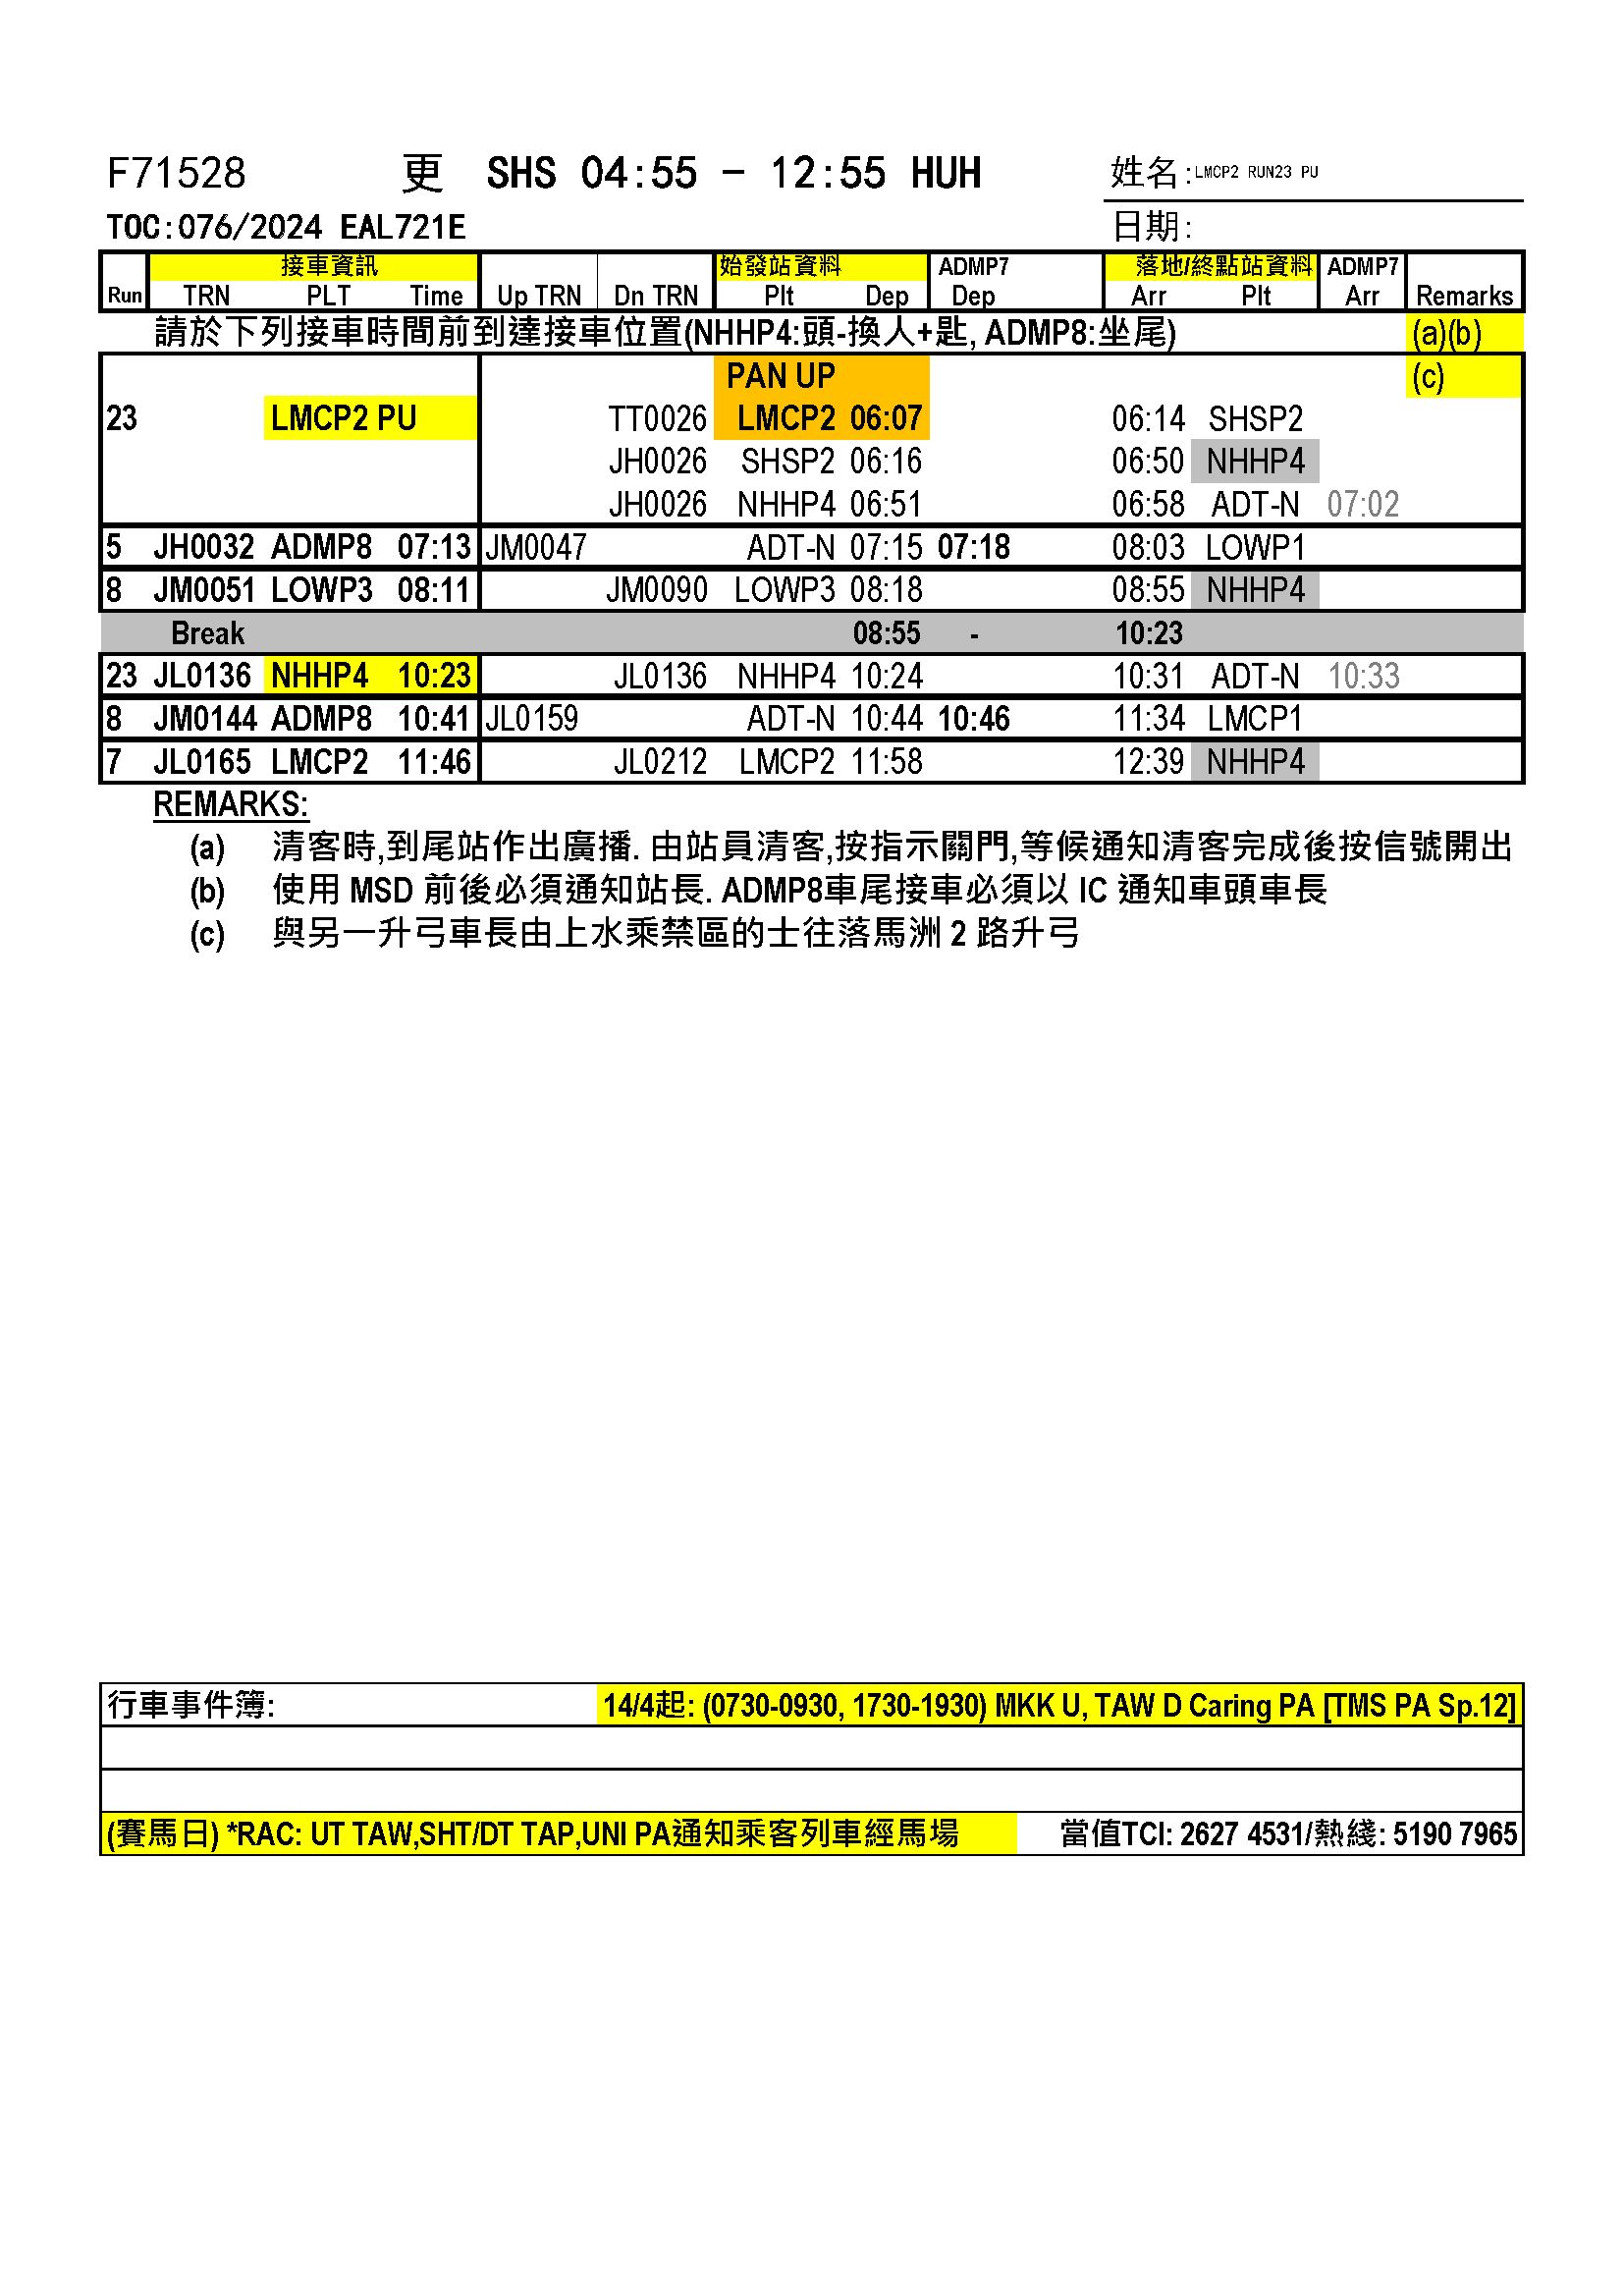 F71528 更 SHS 04:55 - 12:55 HUH 姓名:LMCP2 RUN23 PU
TOC:076/2024 EAL721E 日期:
接車資訊 始發站資料 ADMP7 落地/終點站資料 ADMP7
Run TRN PLT Time Up TRN Dn TRN Plt Dep Dep Arr Plt Arr Remarks
請於下列接車時間前到達接車位置(NHHP4:頭-換人+匙, ADMP8:坐尾) (a)(b)
PAN UP (c)
23 LMCP2 PU TT0026 LMCP2 06:07 06:14 SHSP2
JH0026 SHSP2 06:16 06:50 NHHP4
JH0026 NHHP4 06:51 06:58 ADT-N 07:02
5 JH0032 ADMP8 07:13 JM0047 ADT-N 07:15 07:18 08:03 LOWP1
8 JM0051 LOWP3 08:11 JM0090 LOWP3 08:18 08:55 NHHP4
Break 08:55 - 10:23
23 JL0136 NHHP4 10:23 JL0136 NHHP4 10:24 10:31 ADT-N 10:33
8 JM0144 ADMP8 10:41 JL0159 ADT-N 10:44 10:46 11:34 LMCP1
7 JL0165 LMCP2 11:46 JL0212 LMCP2 11:58 12:39 NHHP4
REMARKS:
(a) 清客時,到尾站作出廣播. 由站員清客,按指示關門,等候通知清客完成後按信號開出
(b) 使用 MSD 前後必須通知站長. ADMP8車尾接車必須以 IC 通知車頭車長
(c) 與另一升弓車長由上水乘禁區的士往落馬洲 2 路升弓
行車事件簿: 14/4起: (0730-0930, 1730-1930) MKK U, TAW D Caring PA [TMS PA Sp.12]
(賽馬日) *RAC: UT TAW,SHT/DT TAP,UNI PA通知乘客列車經馬場 當值TCI: 2627 4531/熱綫: 5190 7965